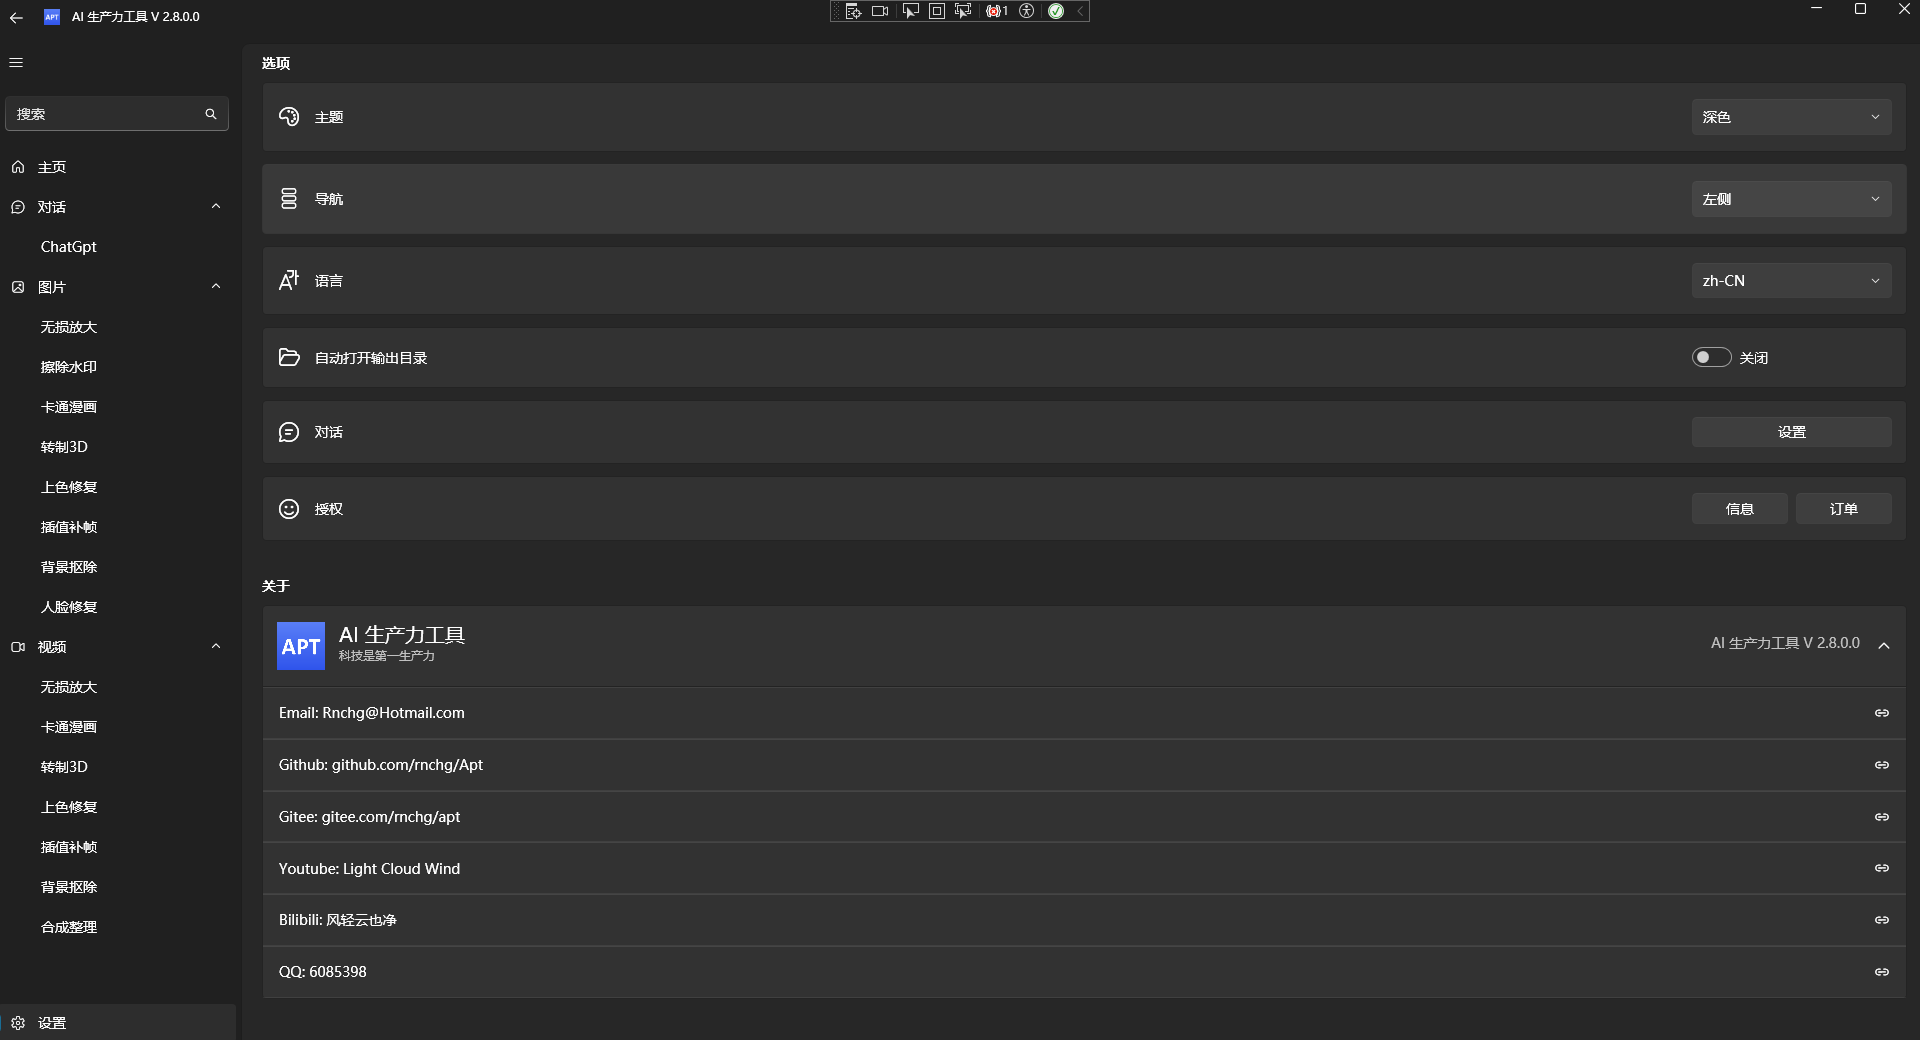 AI 生产力工具 V 2.8.0.0
1
搜索
主页
对话
ChatGpt
图片
无损放大
擦除水印
卡通漫画
转制3D
上色修复
插值补帧
背景抠除
人脸修复
视频
无损放大
卡通漫画
转制3D
上色修复
插值补帧
背景抠除
合成整理
设置
选项
主题
深色
导航
左侧
语言
zh-CN
自动打开输出目录
关闭
对话
设置
授权
信息
订单
关于
APT
AI 生产力工具
科技是第一生产力
AI 生产力工具 V 2.8.0.0
Email: Rnchg@Hotmail.com
Github: github.com/rnchg/Apt
Gitee: gitee.com/rnchg/apt
Youtube: Light Cloud Wind
Bilibili: 风轻云也净
QQ: 6085398